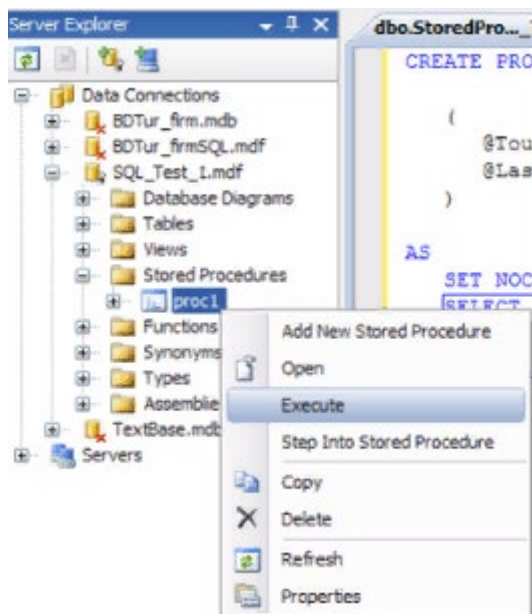 Server Explorer
dbo.StoredPro..._
CREATE PRO
Data Connections
(
BDTur_firm.mdb
@Tou
BDTur_firmSQL.mdf
@Las
SQL_Test_1.mdf
)
Database Diagrams
Tables
Views
AS
Stored Procedures
SET NOC
proc1
SELECT
Functions
Synonyms
Types
Assemblie
TextBase.mdb
Servers
Add New Stored Procedure
Open
Execute
Step Into Stored Procedure
Copy
Delete
Refresh
Properties